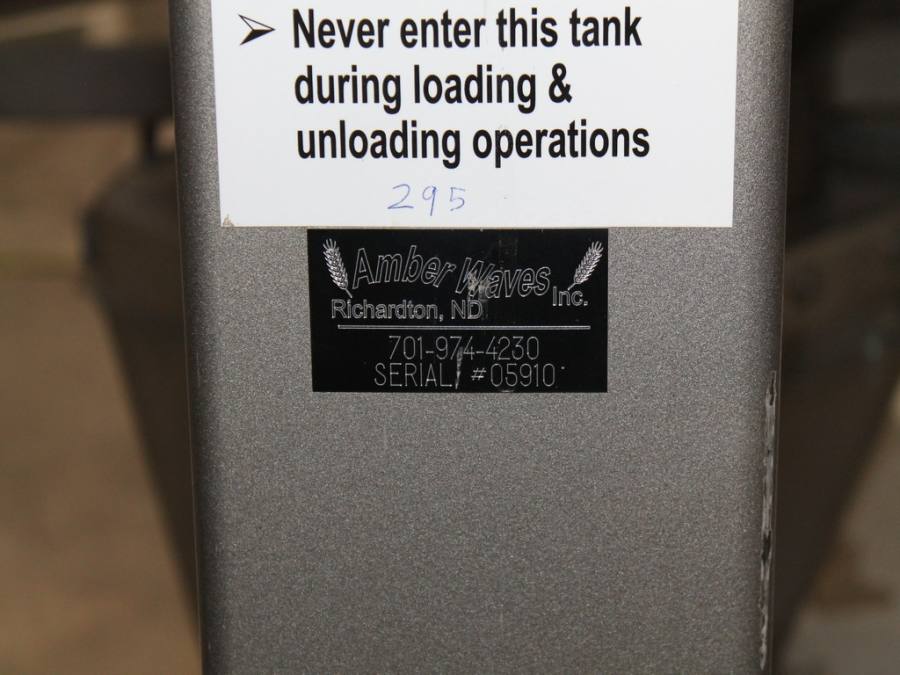 ➢ Never enter this tank
during loading &
unloading operations
295
Amber Waves Inc.
Richardton, ND
701-974-4230
SERIAL #05910